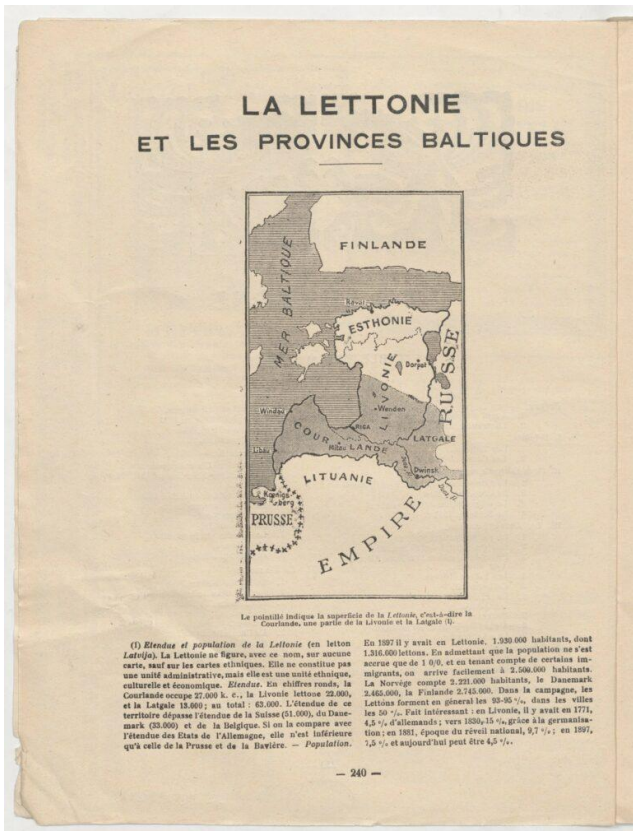 LA LETTONIE
ET LES PROVINCES BALTIQUES
FINLANDE
MER BALTIQUE
Reval
ESTHONIE
RUSSE
Dorpat
LIVONIE
Windau
Wenden
RIGA
LATGALE
COURLANDE
Mitau
Libau
Dwinsk
LITUANIE
Kœnigsberg
PRUSSE
EMPIRE
Le pointillé indique la superficie de la Lettonie, c'est-à-dire la
Courlande, une partie de la Livonie et la Latgale (1).
(1) Etendue et population de la Lettonie (en letton
Latvija). La Lettonie ne figure, avec ce nom, sur aucune
carte, sauf sur les cartes ethniques. Elle ne constitue pas
une unité administrative, mais elle est une unité ethnique,
culturelle et économique. Etendue. En chiffres ronds, la
Courlande occupe 27.000 k. c., la Livonie lettone 22.000,
et la Latgale 13.600; au total : 63.000. L'étendue de ce
territoire dépasse l'étendue de la Suisse (51.000), du Dane-
mark (33.000) et de la Belgique. Si on la compare avec
l'étendue des Etats de l'Allemagne, elle n'est inférieure
qu'à celle de la Prusse et de la Bavière. — Population.
En 1897 il y avait en Lettonie. 1.930.000 habitants, dont
1.316.600 lettons. En admettant que la population ne s'est
accrue que de 1 0/0, et en tenant compte de certains im-
migrants, on arrive facilement à 2.500.000 habitants.
La Norvège compte 2.221.000 habitants, le Danemark
2.465.000, la Finlande 2.745.000. Dans la campagne, les
Lettons forment en général les 93-95 %, dans les villes
les 50 %. Fait intéressant : en Livonie, il y avait en 1771,
4,5 % d'allemands ; vers 1830, 15 %, grâce à la germanisa-
tion ; en 1881, époque du réveil national, 9,7 % ; en 1897,
7,5 % et aujourd'hui peut être 4,5 %.
— 240 —